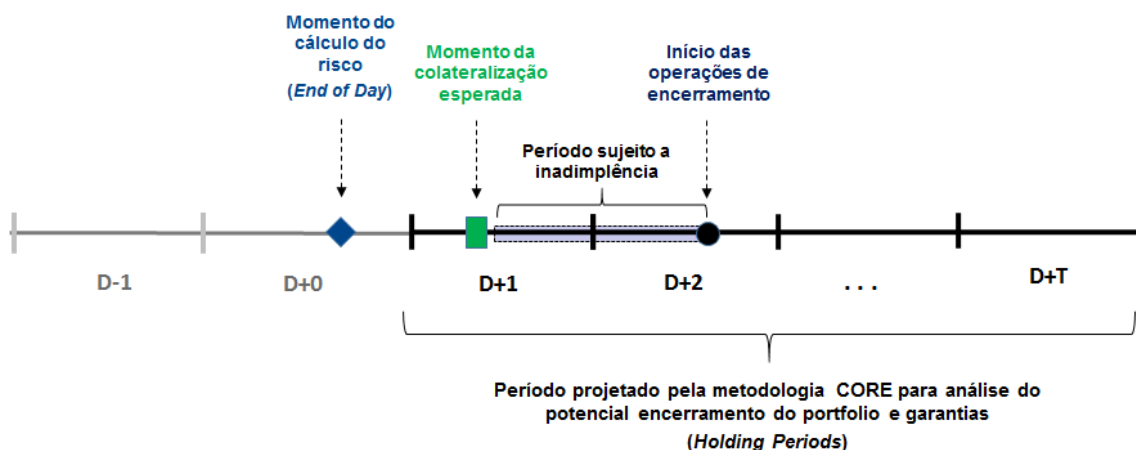 Momento do
cálculo do
risco
(End of Day)
Momento da
colateralização
esperada
Início das
operações de
encerramento
Período sujeito a
inadimplência
D-1
D+0
D+1
D+2
. . .
D+T
Período projetado pela metodologia CORE para análise do
potencial encerramento do portfolio e garantias
(Holding Periods)